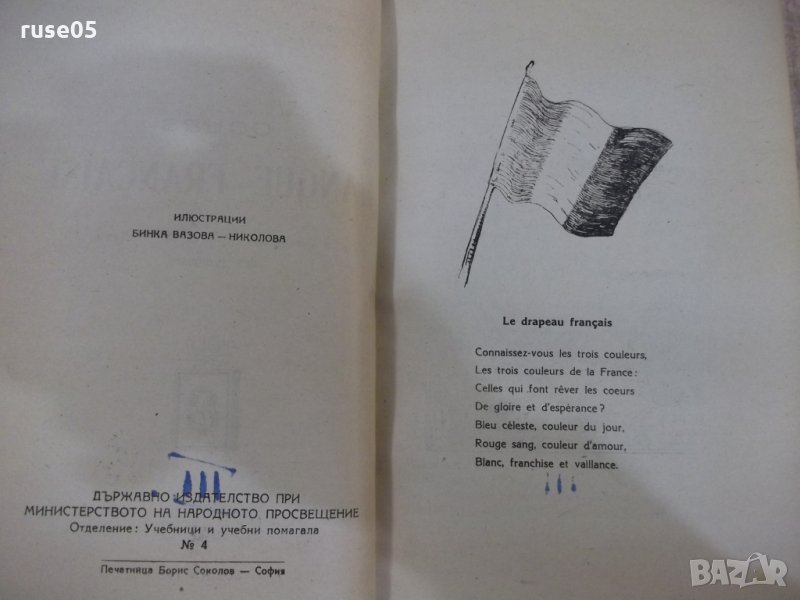 ruse05
ИЛЮСТРАЦИИ
БИНКА ВАЗОВА — НИКОЛОВА
ДЪРЖАВНО ИЗДАТЕЛСТВО ПРИ
МИНИСТЕРСТВОТО НА НАРОДНОТО ПРОСВЕЩЕНИЕ
Отделение: Учебници и учебни помагала
№ 4
Печатница Борис Соколов — София
Le drapeau français
Connaissez-vous les trois couleurs,
Les trois couleurs de la France:
Celles qui font rêver les coeurs
De gloire et d'espérance?
Bleu céleste, couleur du jour,
Rouge sang, couleur d'amour,
Blanc, franchise et vaillance.
BAZAR